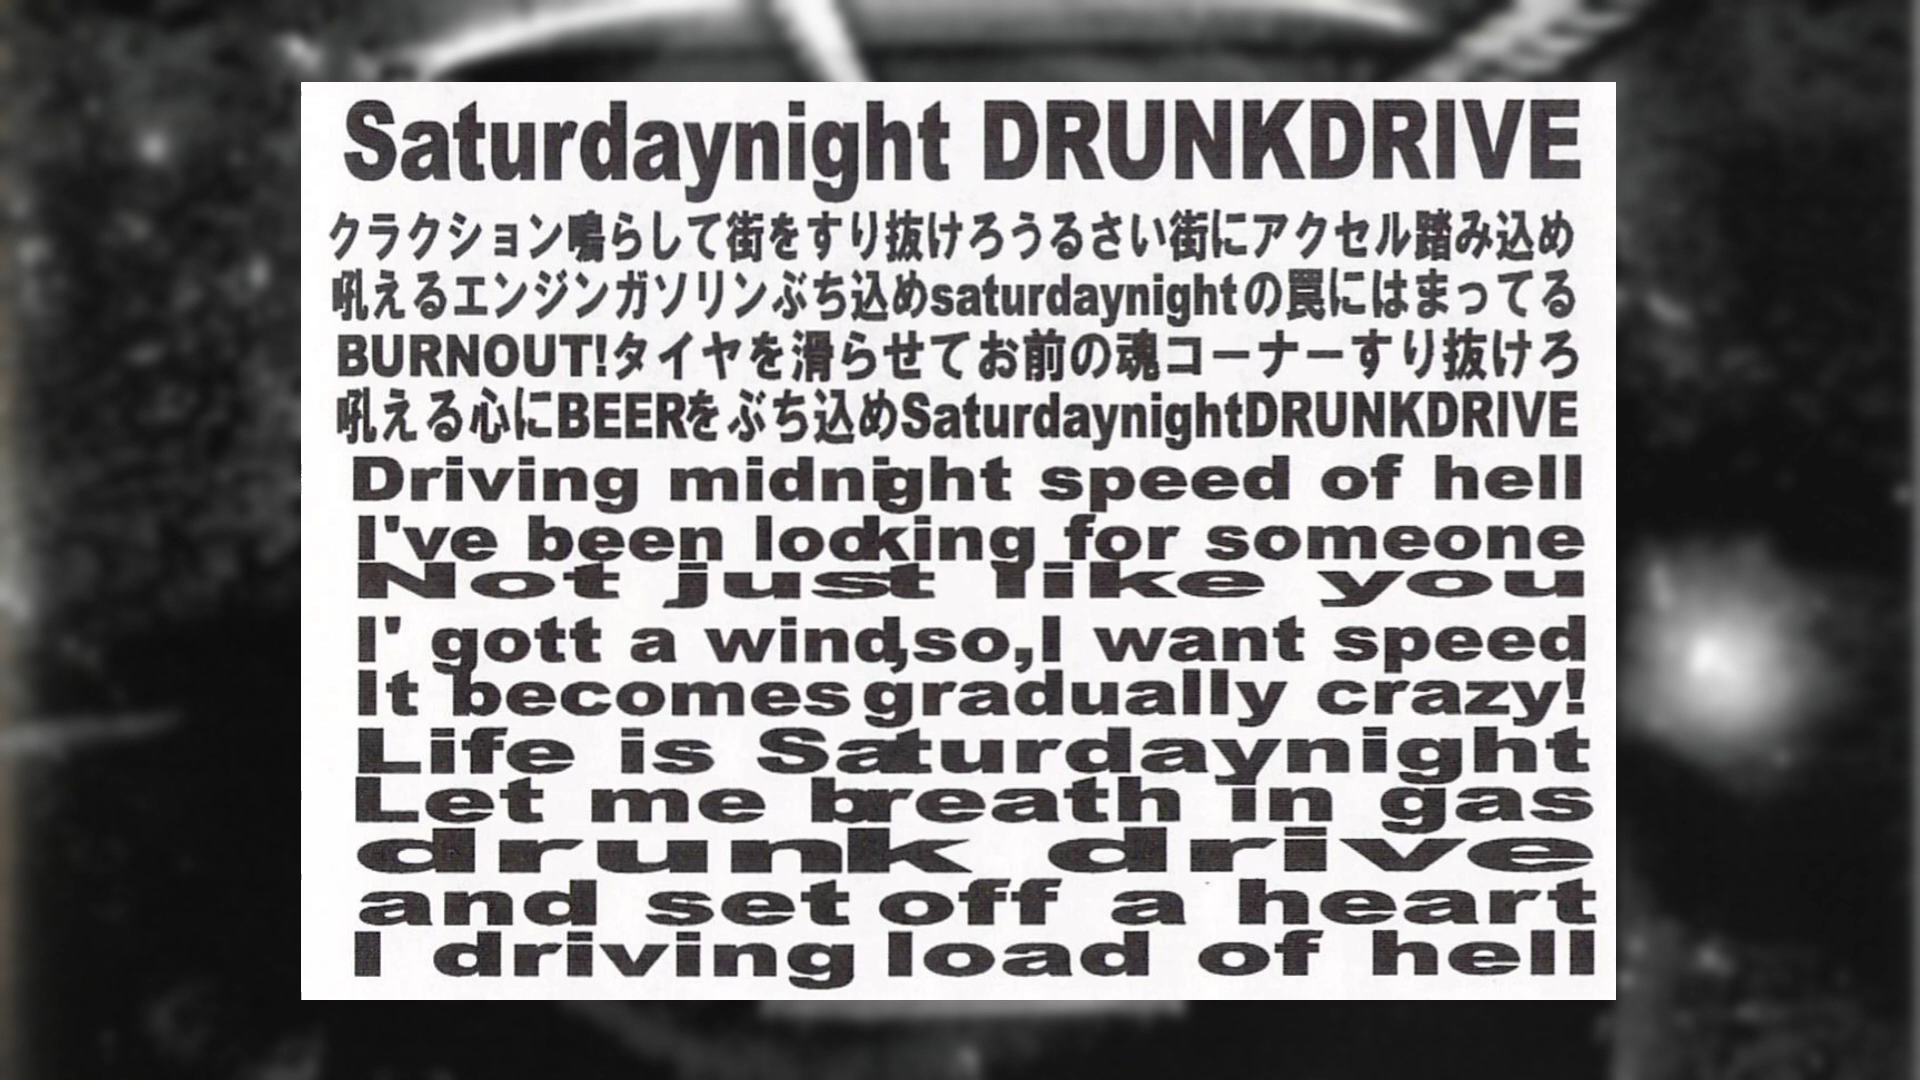 Saturdaynight DRUNKDRIVE
クラクション鳴らして街をすり抜けろうるさい街にアクセル踏み込め
吼えるエンジンガソリンぶち込めsaturdaynightの罠にはまってる
BURNOUT!タイヤを滑らせてお前の魂コーナーすり抜けろ
吼える心にBEERをぶち込めSaturdaynightDRUNKDRIVE
Driving midnight speed of hell
I've been looking for someone
Not just like you
I' gott a wind,so,I want speed
It becomes gradually crazy!
Life is Saturdaynight
Let me breath in gas
drunk drive
and set off a heart
I driving load of hell